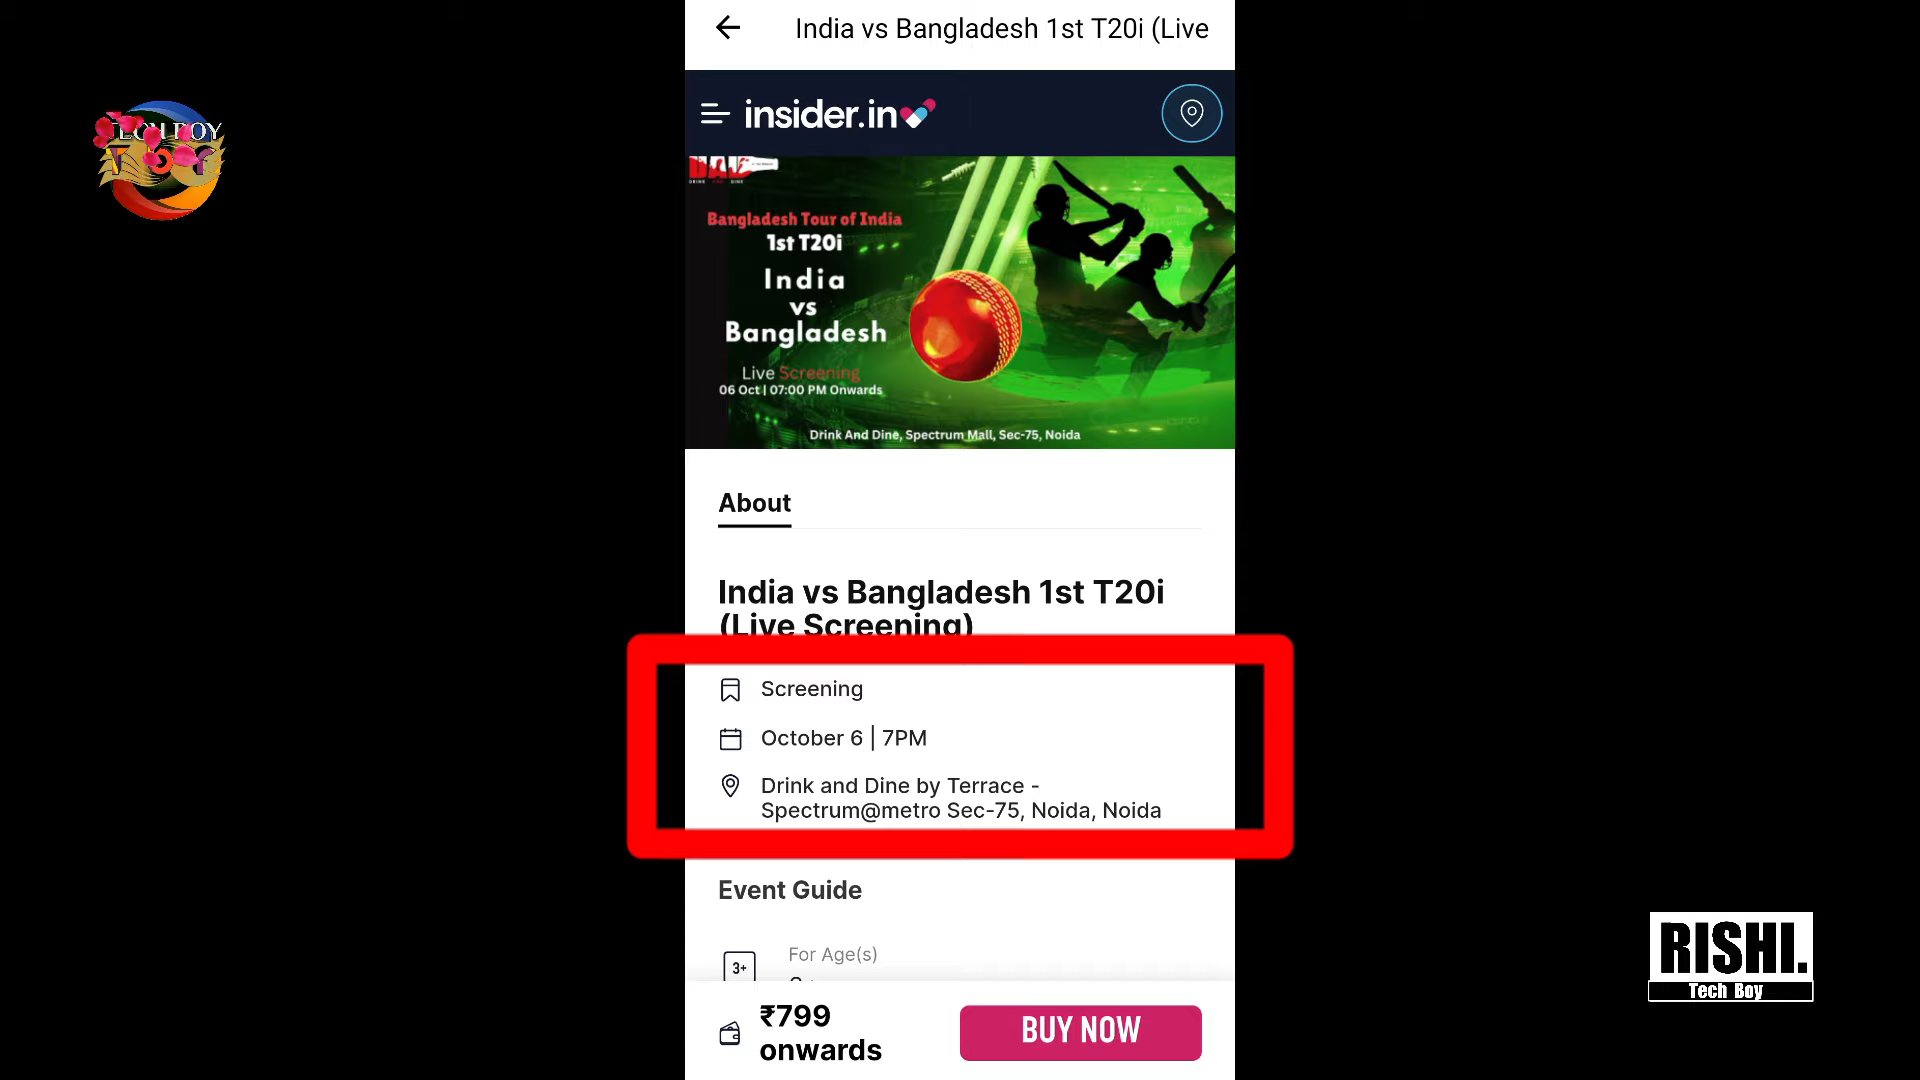 India vs Bangladesh 1st T20i (Live
insider.in
DRINK AND DINE
Bangladesh Tour of India
1st T20i
India
vs
Bangladesh
Live Screening
06 Oct | 07:00 PM Onwards
Drink And Dine, Spectrum Mall, Sec-75, Noida
About
India vs Bangladesh 1st T20i
(Live Screening)
Screening
October 6 | 7PM
Drink and Dine by Terrace -
Spectrum@metro Sec-75, Noida, Noida
Event Guide
For Age(s)
3+
₹799
onwards
BUY NOW
RISHI.
Tech Boy